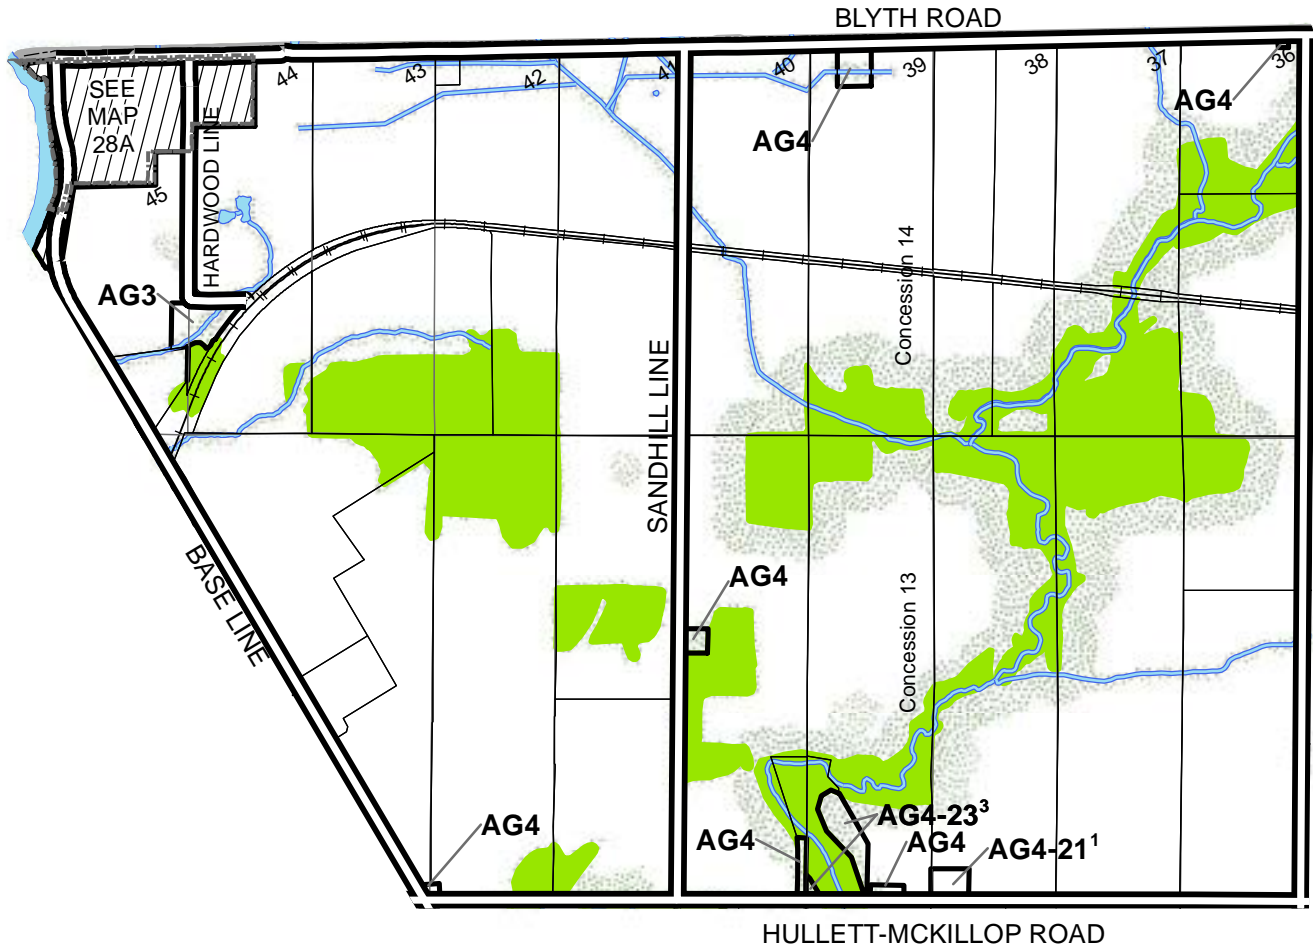 BLYTH ROAD
SEE
MAP
28A
44
43
42
41
40
39
38
37
36
AG4
AG4
45
HARDWOOD LINE
AG3
Concession 14
SANDHILL LINE
BASE LINE
AG4
Concession 13
AG4
AG4
AG4-23³
AG4
AG4-21¹
HULLETT-MCKILLOP ROAD